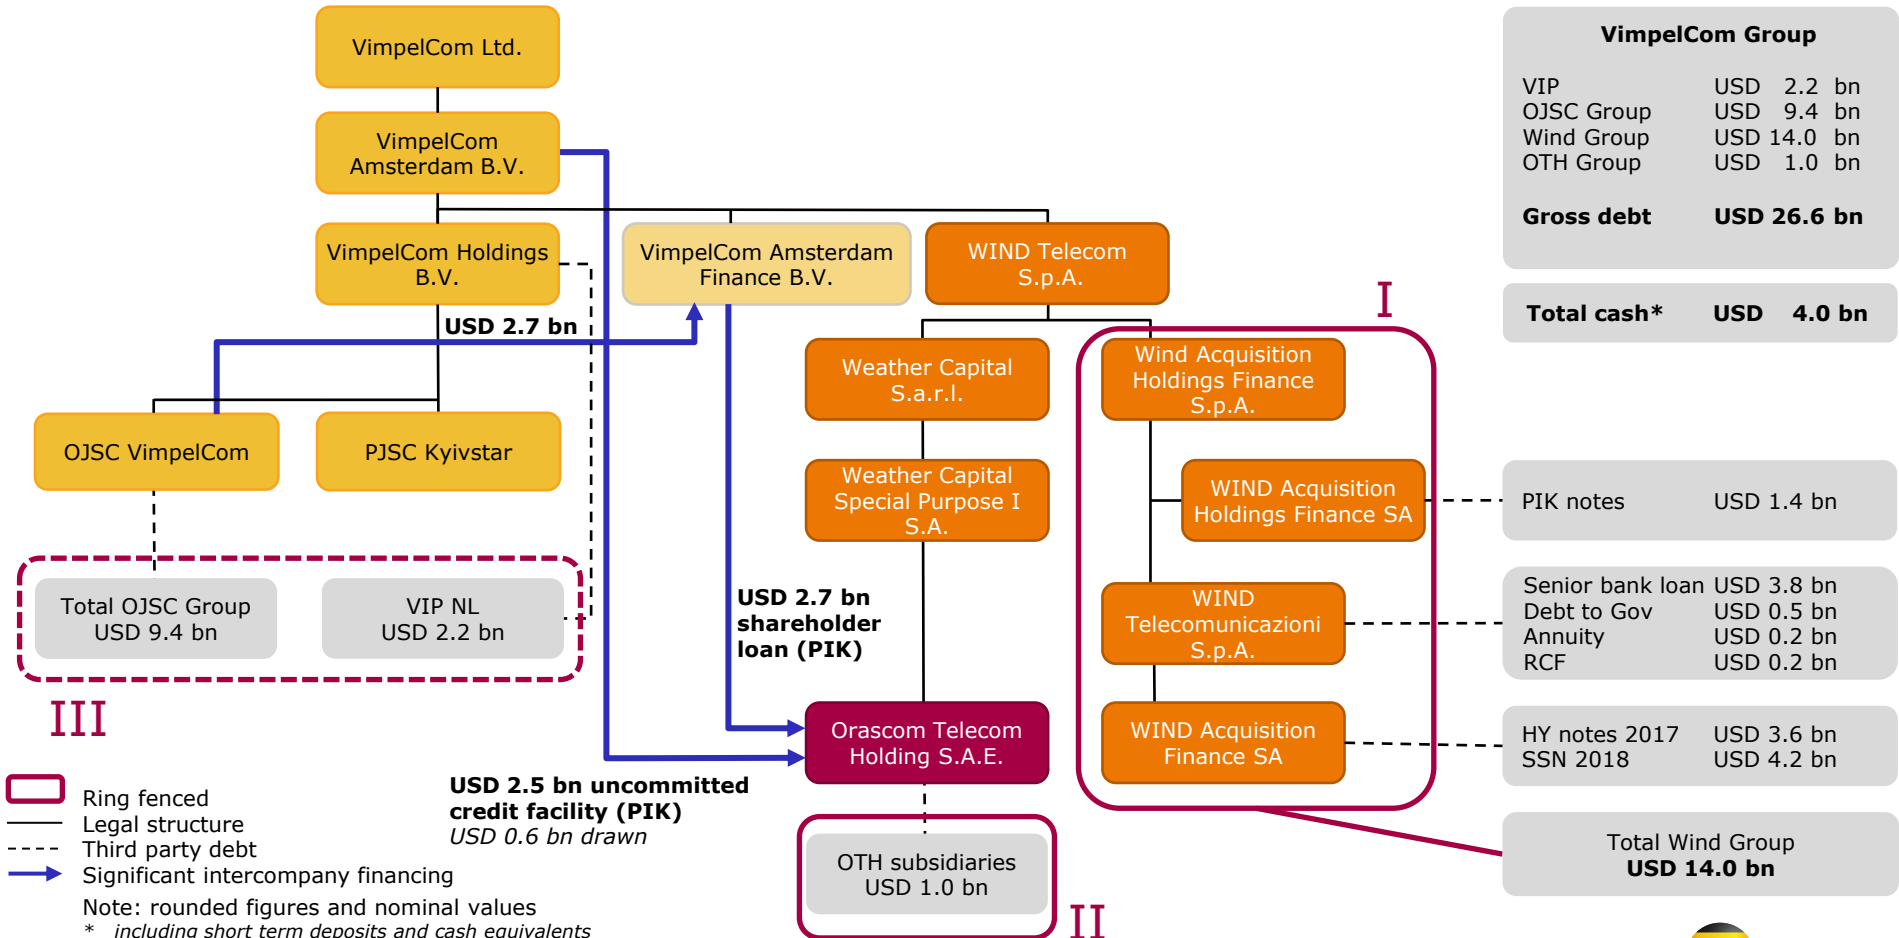 VimpelCom Ltd.
VimpelCom
Amsterdam B.V.
VimpelCom Holdings
B.V.
VimpelCom Amsterdam
Finance B.V.
WIND Telecom
S.p.A.
USD 2.7 bn
OJSC VimpelCom
PJSC Kyivstar
Weather Capital
S.a.r.l.
Weather Capital
Special Purpose I
S.A.
I
Wind Acquisition
Holdings Finance
S.p.A.
WIND Acquisition
Holdings Finance SA
WIND
Telecomunicazioni
S.p.A.
WIND Acquisition
Finance SA
Total OJSC Group
USD 9.4 bn
VIP NL
USD 2.2 bn
III
USD 2.7 bn
shareholder
loan (PIK)
Orascom Telecom
Holding S.A.E.
USD 2.5 bn uncommitted
credit facility (PIK)
USD 0.6 bn drawn
OTH subsidiaries
USD 1.0 bn
II
VimpelCom Group
VIP USD 2.2 bn
OJSC Group USD 9.4 bn
Wind Group USD 14.0 bn
OTH Group USD 1.0 bn
Gross debt USD 26.6 bn
Total cash* USD 4.0 bn
PIK notes USD 1.4 bn
Senior bank loan USD 3.8 bn
Debt to Gov USD 0.5 bn
Annuity USD 0.2 bn
RCF USD 0.2 bn
HY notes 2017 USD 3.6 bn
SSN 2018 USD 4.2 bn
Total Wind Group
USD 14.0 bn
Ring fenced
Legal structure
Third party debt
Significant intercompany financing
Note: rounded figures and nominal values
* including short term deposits and cash equivalents